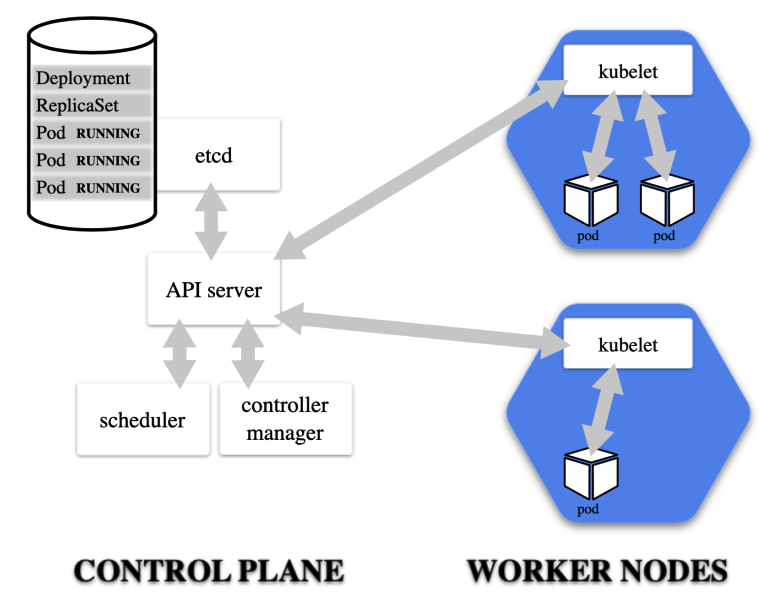 Deployment
ReplicaSet
Pod RUNNING
Pod RUNNING
Pod RUNNING
etcd
API server
scheduler
controller
manager
kubelet
pod
pod
kubelet
pod
CONTROL PLANE
WORKER NODES